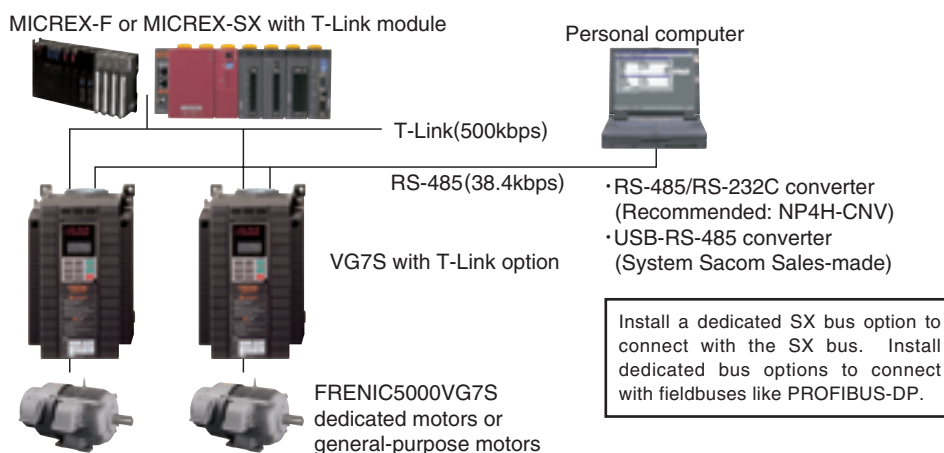 MICREX-F or MICREX-SX with T-Link module
Personal computer
T-Link(500kbps)
RS-485(38.4kbps)
・RS-485/RS-232C converter
(Recommended: NP4H-CNV)
・USB-RS-485 converter
(System Sacom Sales-made)
VG7S with T-Link option
Install a dedicated SX bus option to
connect with the SX bus. Install
dedicated bus options to connect
with fieldbuses like PROFIBUS-DP.
FRENIC5000VG7S
dedicated motors or
general-purpose motors